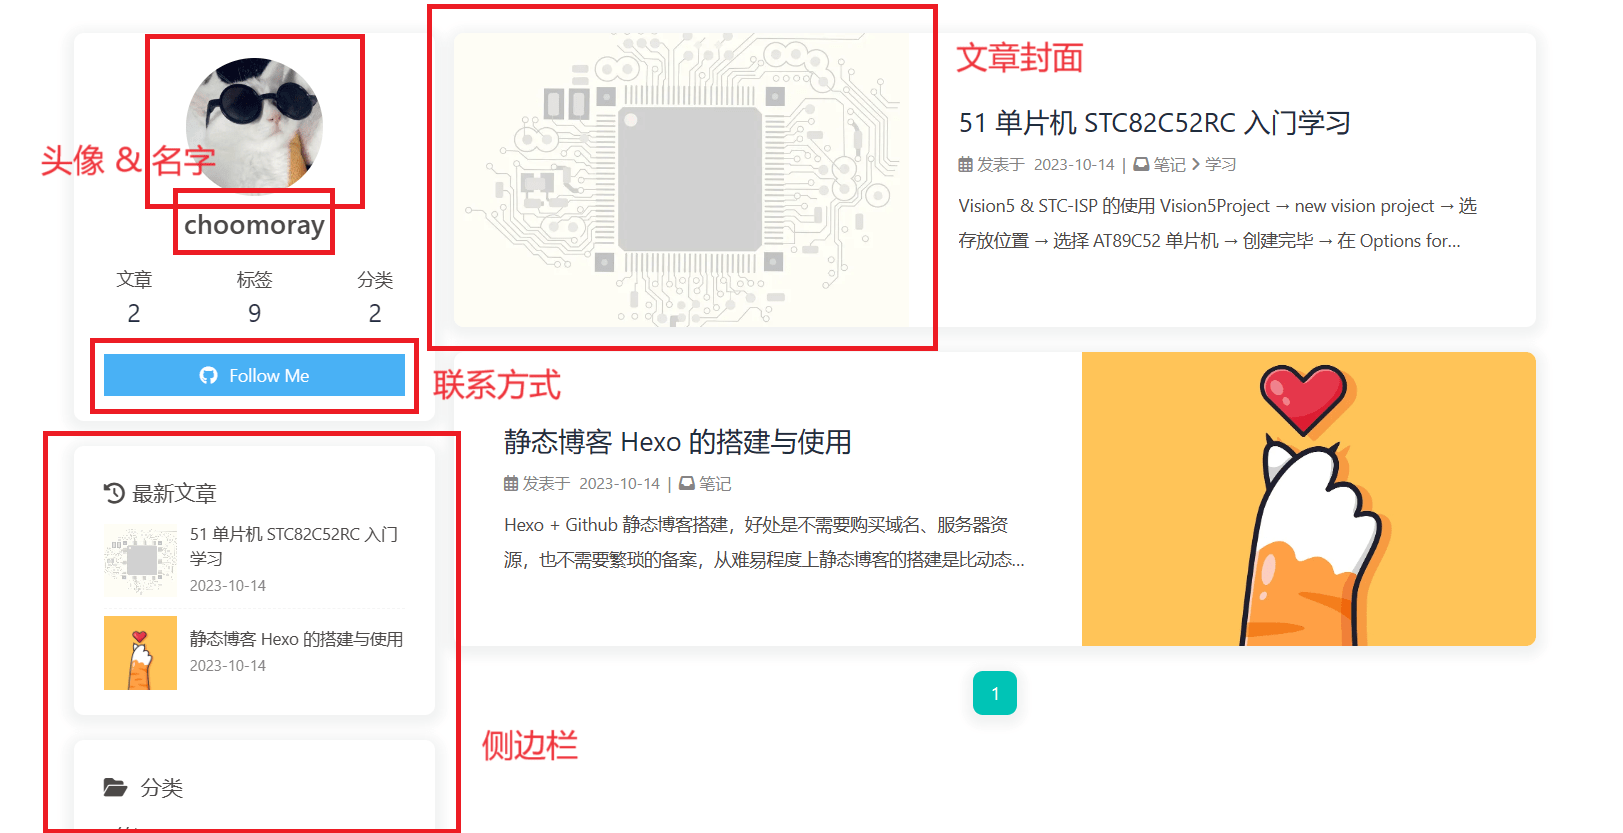 头像 & 名字
choomoray
文章
标签
分类
2
9
2
Follow Me
联系方式
最新文章
51 单片机 STC82C52RC 入门
学习
2023-10-14
静态博客 Hexo 的搭建与使用
2023-10-14
侧边栏
分类
文章封面
51 单片机 STC82C52RC 入门学习
发表于 2023-10-14 | 笔记 > 学习
Vision5 & STC-ISP 的使用 Vision5Project → new vision project → 选
存放位置 → 选择 AT89C52 单片机 → 创建完毕 → 在 Options for...
静态博客 Hexo 的搭建与使用
发表于 2023-10-14 | 笔记
Hexo + Github 静态博客搭建，好处是不需要购买域名、服务器资
源，也不需要繁琐的备案，从难易程度上静态博客的搭建是比动态...
1